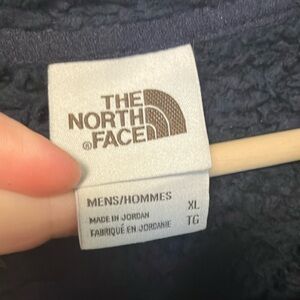 THE
NORTH
FACE
®
MENS/HOMMES XL
MADE IN JORDAN TG
FABRIQUÉ EN JORDANIE